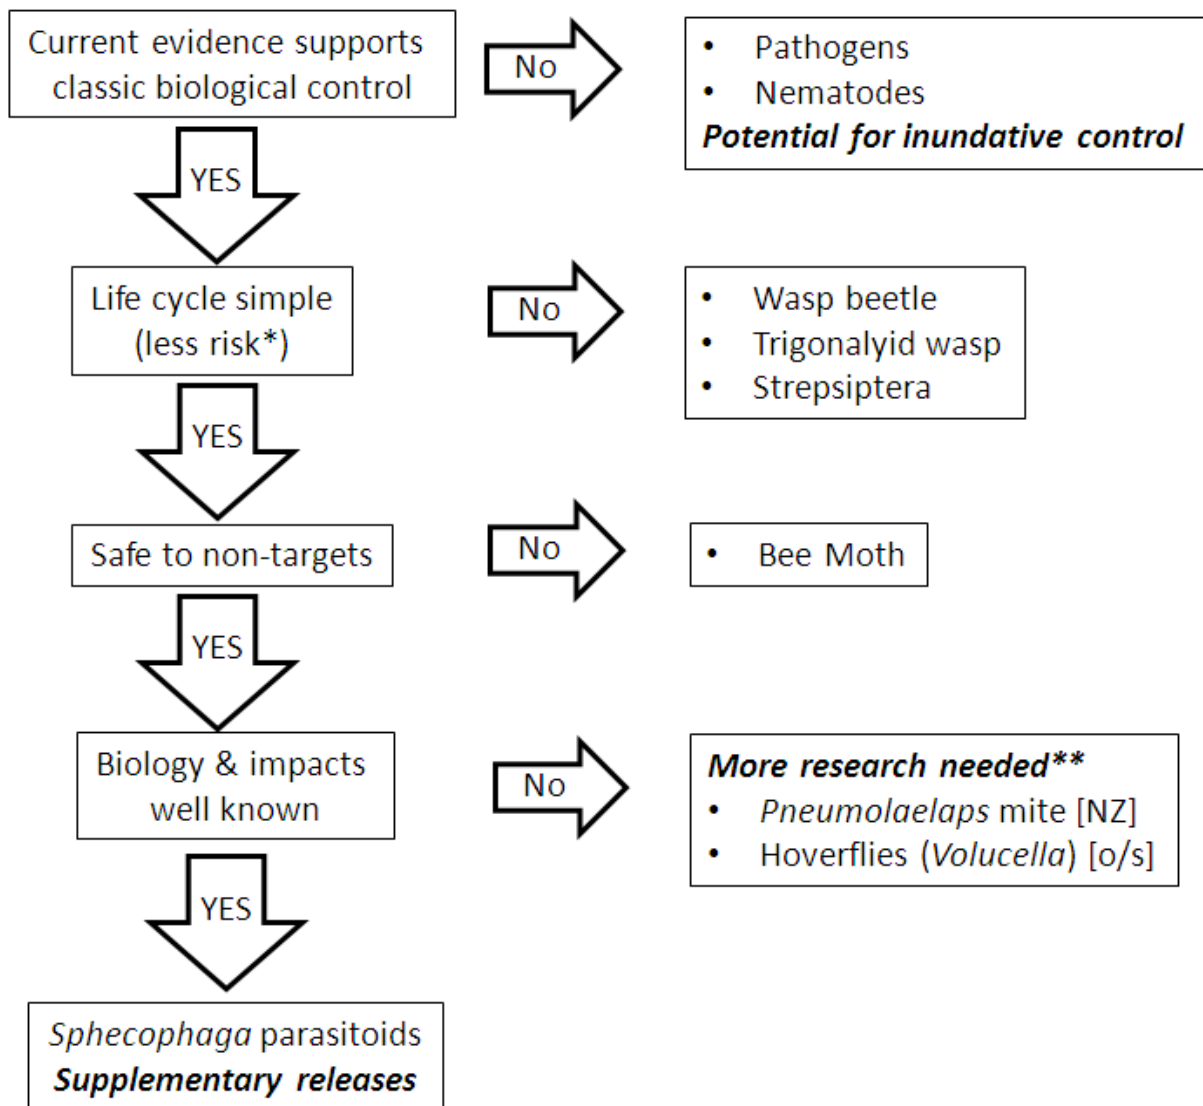 Current evidence supports
classic biological control
No
• Pathogens
• Nematodes
Potential for inundative control
YES
Life cycle simple
(less risk*)
No
• Wasp beetle
• Trigonalyid wasp
• Strepsiptera
YES
Safe to non-targets
No
• Bee Moth
YES
Biology & impacts
well known
No
More research needed**
• Pneumolaelaps mite [NZ]
• Hoverflies (Volucella) [o/s]
YES
Sphecophaga parasitoids
Supplementary releases